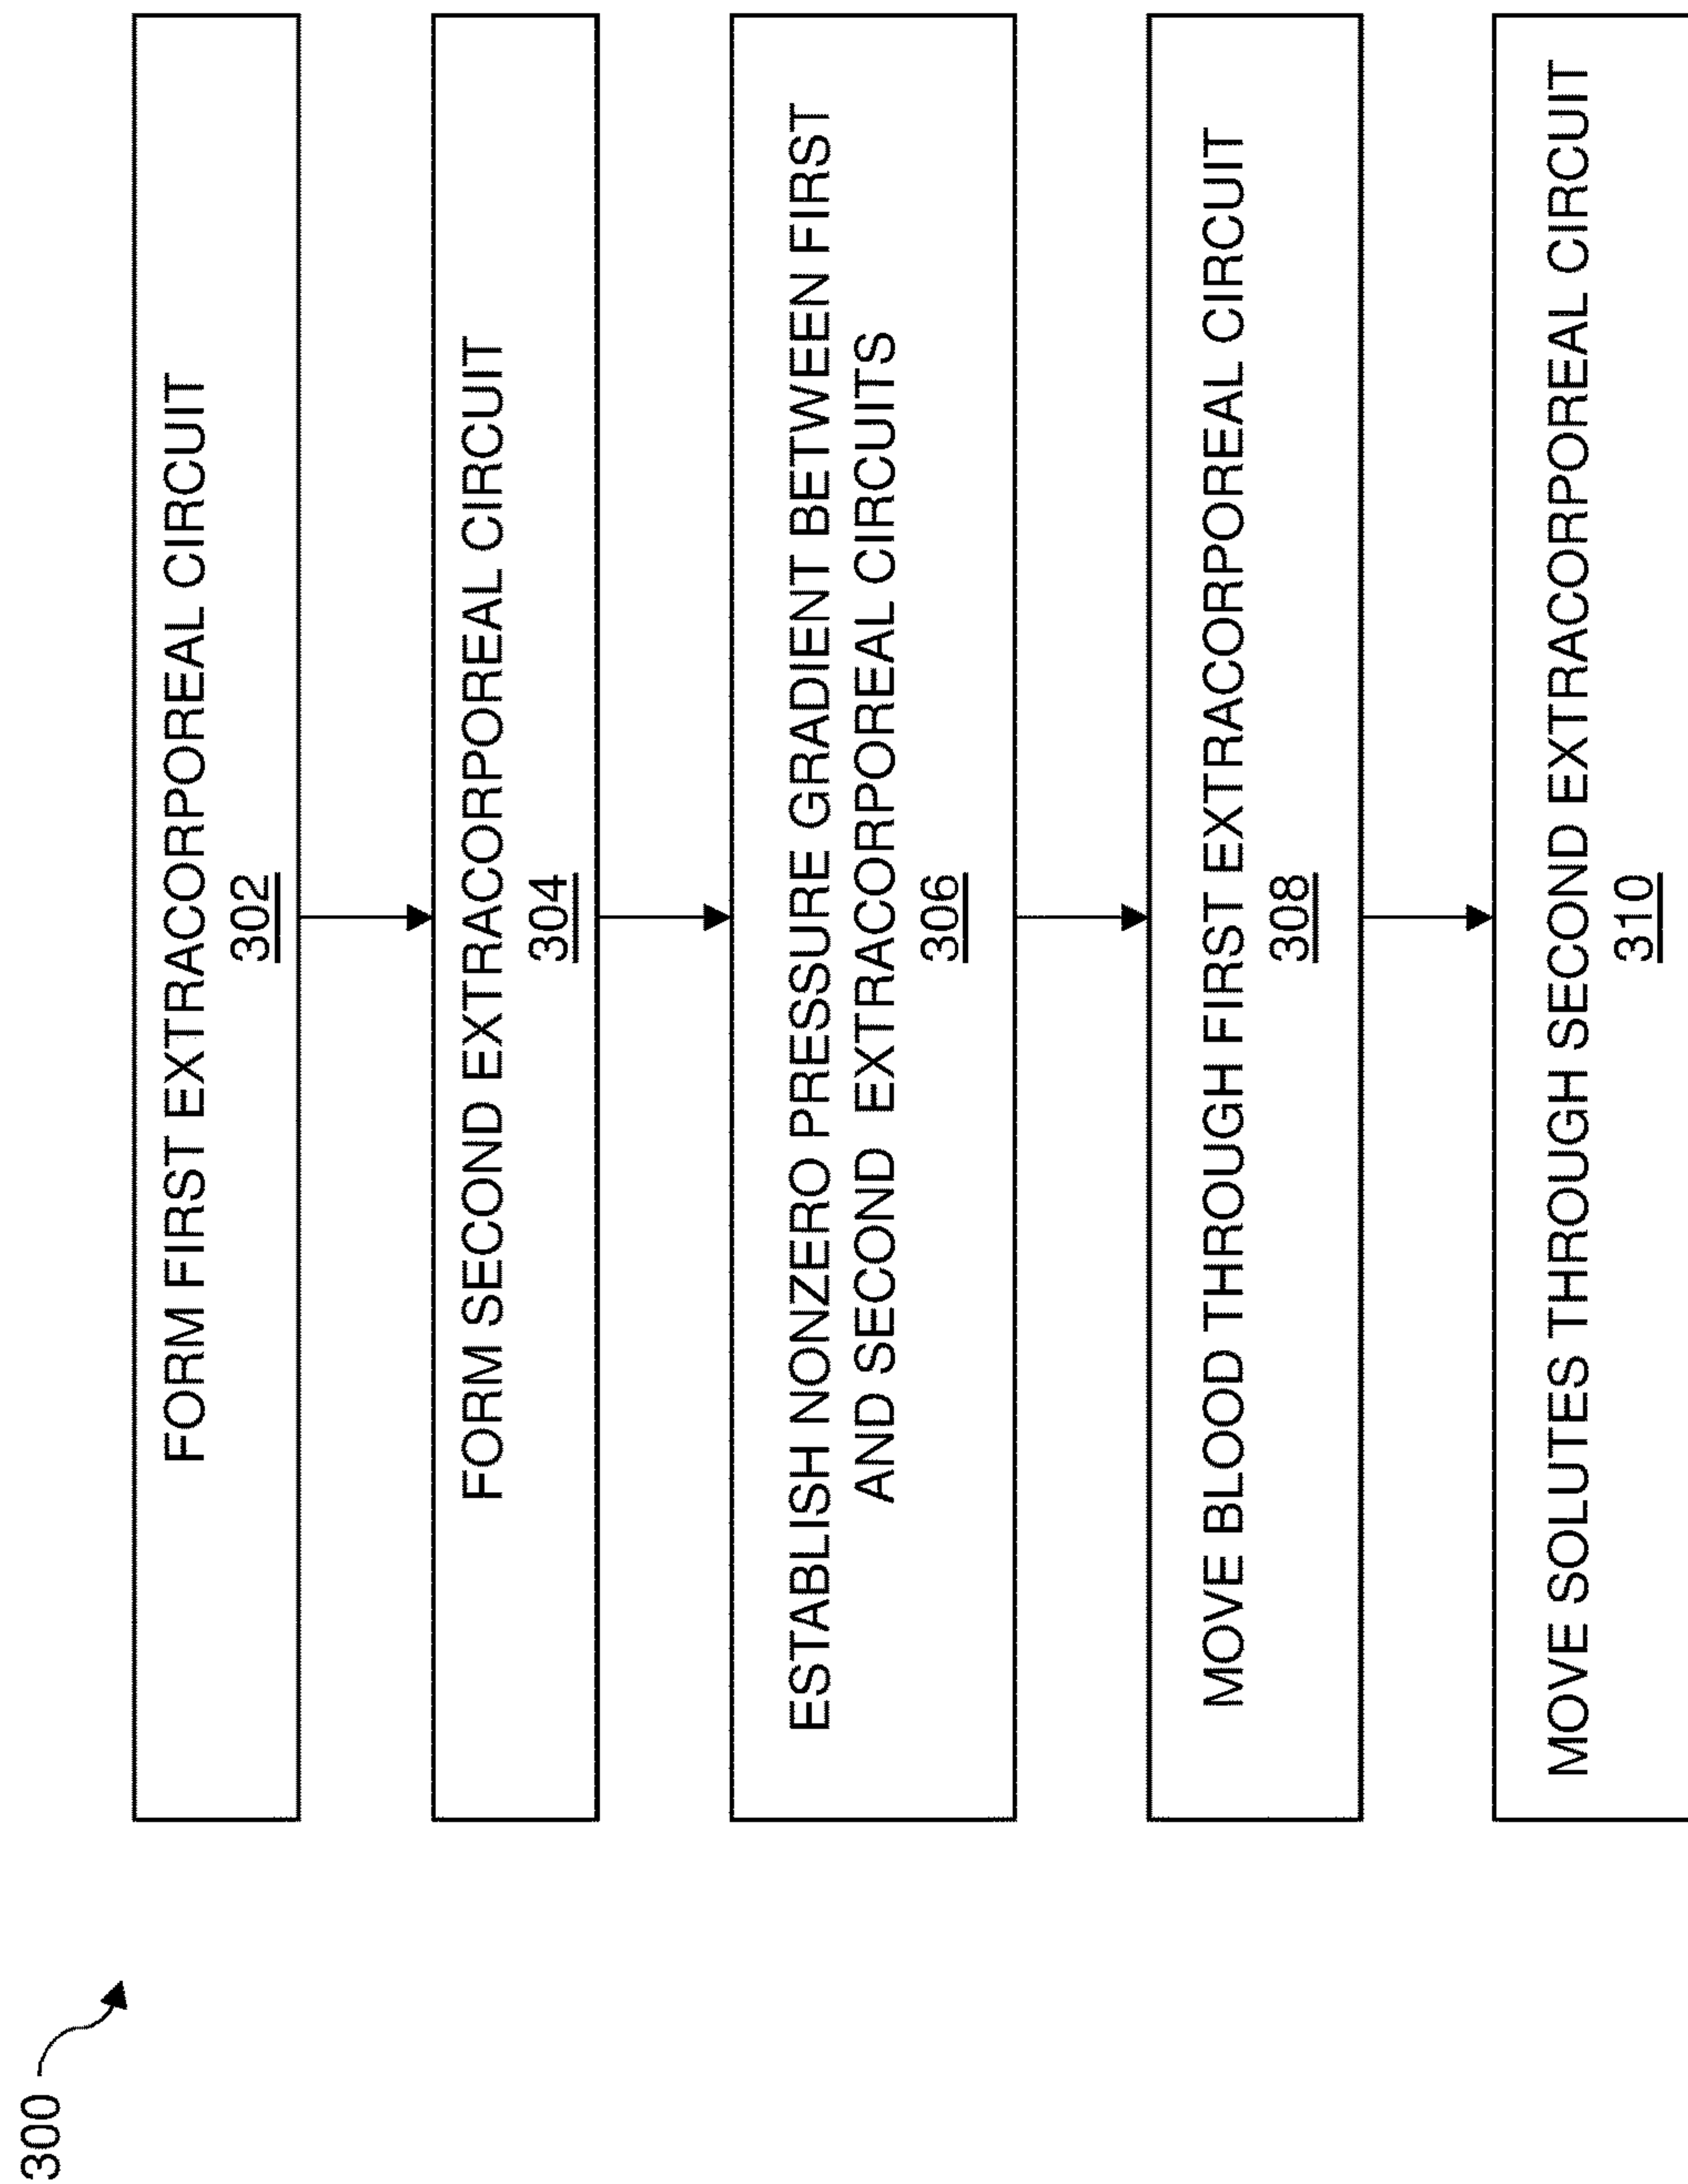 300
FORM FIRST EXTRACORPOREAL CIRCUIT
302
FORM SECOND EXTRACORPOREAL CIRCUIT
304
ESTABLISH NONZERO PRESSURE GRADIENT BETWEEN FIRST
AND SECOND EXTRACORPOREAL CIRCUITS
306
MOVE BLOOD THROUGH FIRST EXTRACORPOREAL CIRCUIT
308
MOVE SOLUTES THROUGH SECOND EXTRACORPOREAL CIRCUIT
310